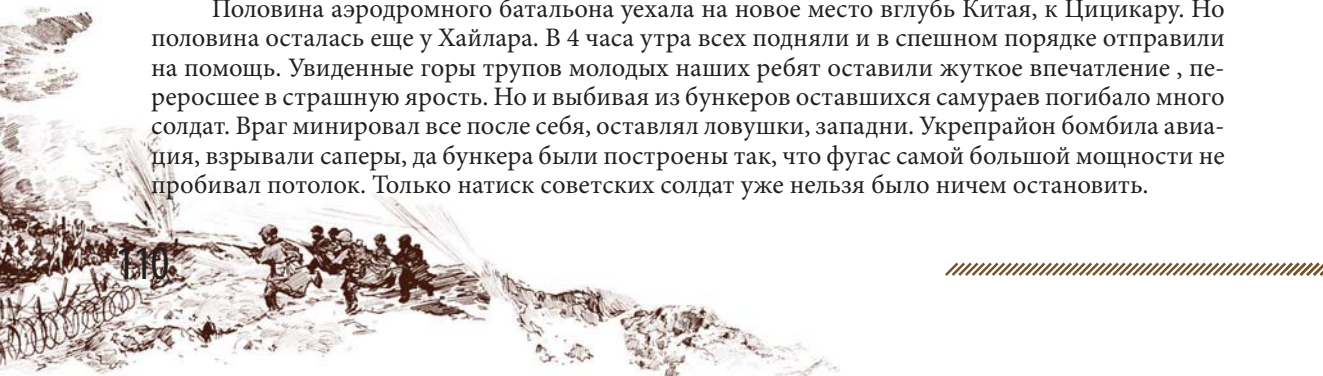 Половина аэродромного батальона уехала на новое место вглубь Китая, к Цицикару. Но
половина осталась еще у Хайлара. В 4 часа утра всех подняли и в спешном порядке отправили
на помощь. Увиденные горы трупов молодых наших ребят оставили жуткое впечатление , пе-
реросшее в страшную ярость. Но и выбивая из бункеров оставшихся самураев погибало много
солдат. Враг минировал все после себя, оставлял ловушки, западни. Укрепрайон бомбила авиа-
ция, взрывали саперы, да бункера были построены так, что фугас самой большой мощности не
пробивал потолок. Только натиск советских солдат уже нельзя было ничем остановить.
110